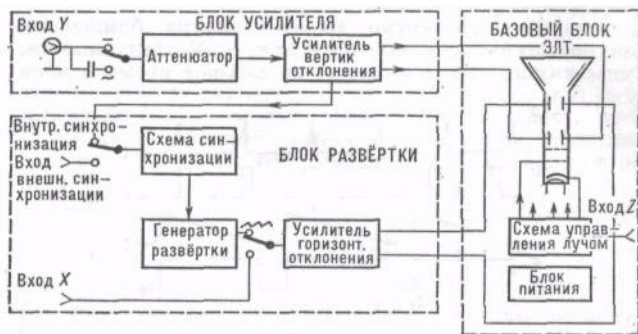 БЛОК УСИЛИТЕЛЯ
Вход Y
Аттенюатор
Усилитель
вертик
отклонения
БАЗОВЫЙ БЛОК
ЭЛТ
Внутр. синхро-
низация
Вход
внешн. син-
хронизации
Схема син-
хронизации
БЛОК РАЗВЁРТКИ
Генератор
развёртки
Усилитель
горизонт.
отклонения
Вход X
Вход Z
Схема управ-
ления лучом
Блок
питания